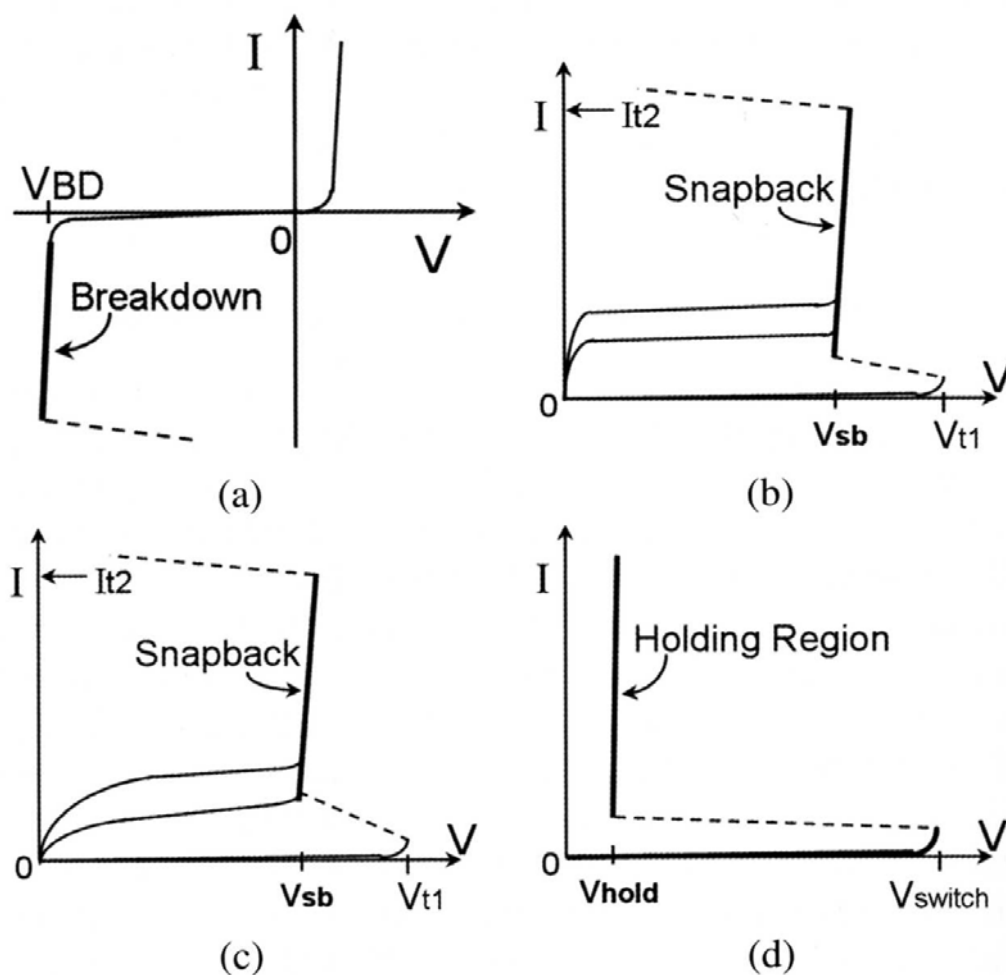 I
VBD
0
V
Breakdown
(a)
I
It2
Snapback
0
V
Vsb
Vt1
(b)
I
It2
Snapback
0
V
Vsb
Vt1
(c)
I
Holding Region
0
V
Vhold
Vswitch
(d)